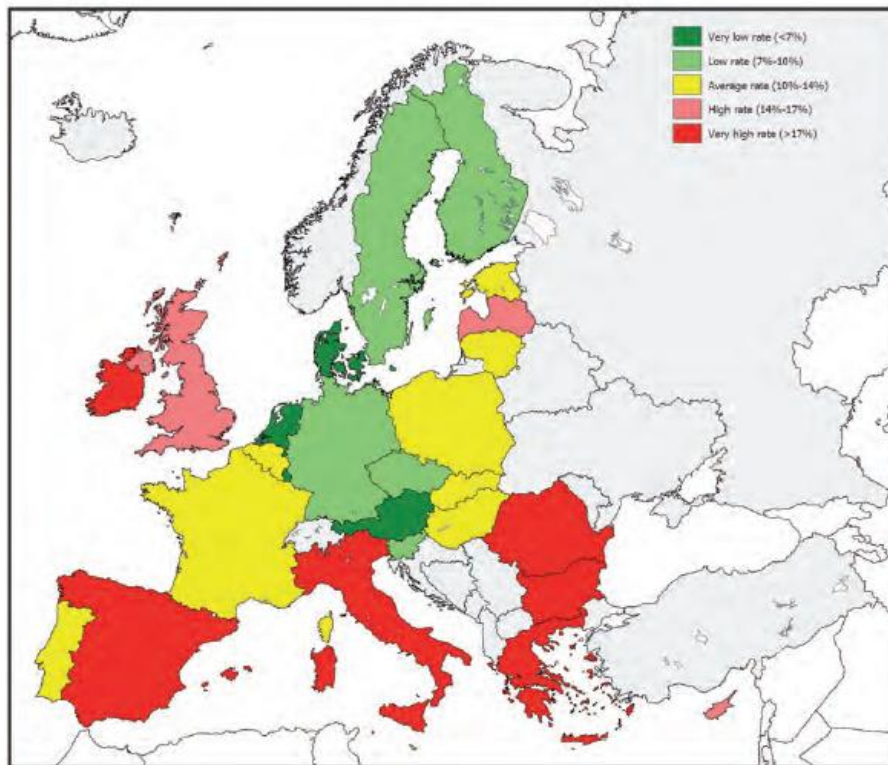 Very low rate (<7%)
Low rate (7%-10%)
Average rate (10%-14%)
High rate (14%-17%)
Very high rate (>17%)